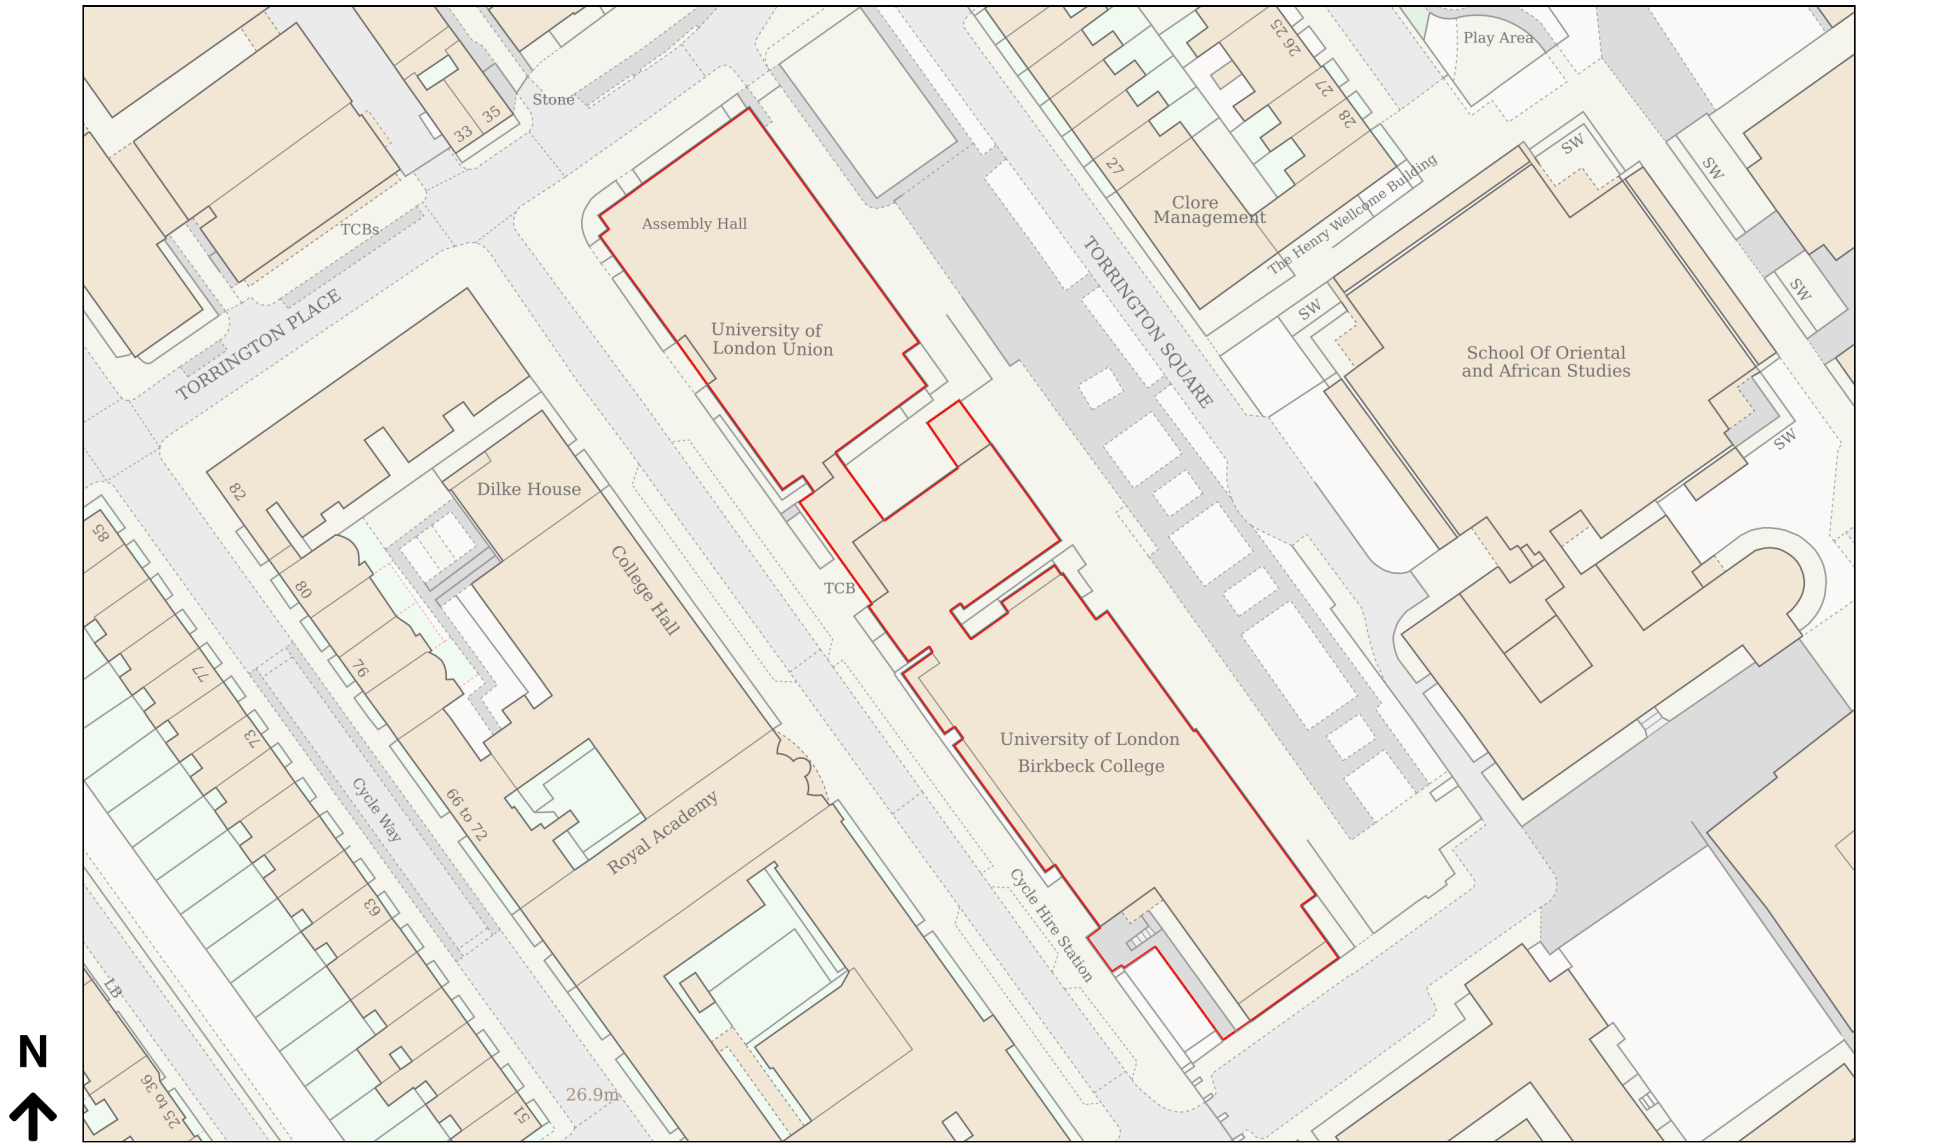 Play Area
26 25
Stone
33
35
27
28
SW
SW
27
TCBs
Clore
Management
The Henry Wellcome Building
Assembly Hall
TORRINGTON PLACE
TORRINGTON SQUARE
SW
SW
University of
London Union
School Of Oriental
and African Studies
SW
82
Dilke House
85
College Hall
TCB
80
76
77
73
University of London
Birkbeck College
Cycle Way
66 to 72
Royal Academy
63
Cycle Hire Station
LB
N
25 to 36
26.9m
51